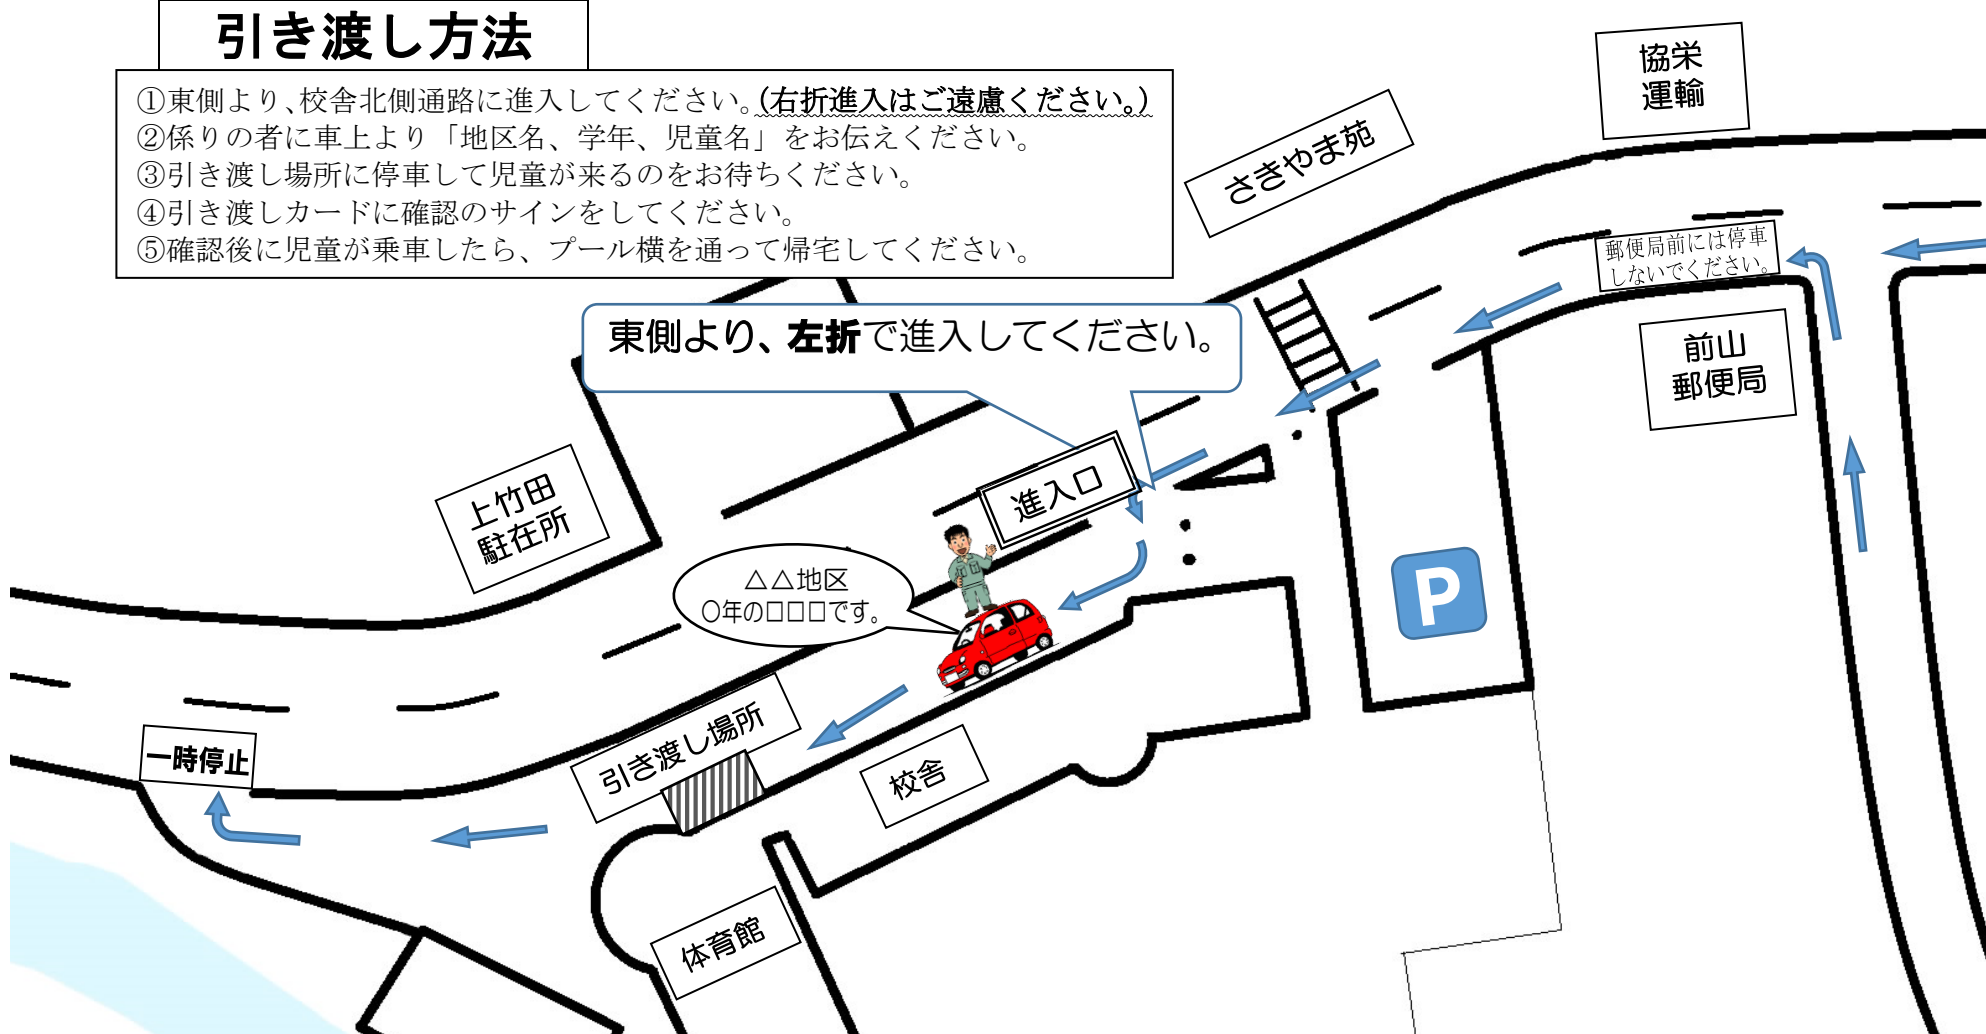 引き渡し方法
①東側より、校舎北側通路に進入してください。(右折進入はご遠慮ください。)
②係りの者に車上より「地区名、学年、児童名」をお伝えください。
③引き渡し場所に停車して児童が来るのをお待ちください。
④引き渡しカードに確認のサインをしてください。
⑤確認後に児童が乗車したら、プール横を通って帰宅してください。
協栄
運輸
さきやま苑
郵便局前には停車
しないでください。
東側より、左折で進入してください。
前山
郵便局
進入口
上竹田
駐在所
△△地区
〇年の□□□です。
P
引き渡し場所
一時停止
校舎
体育館